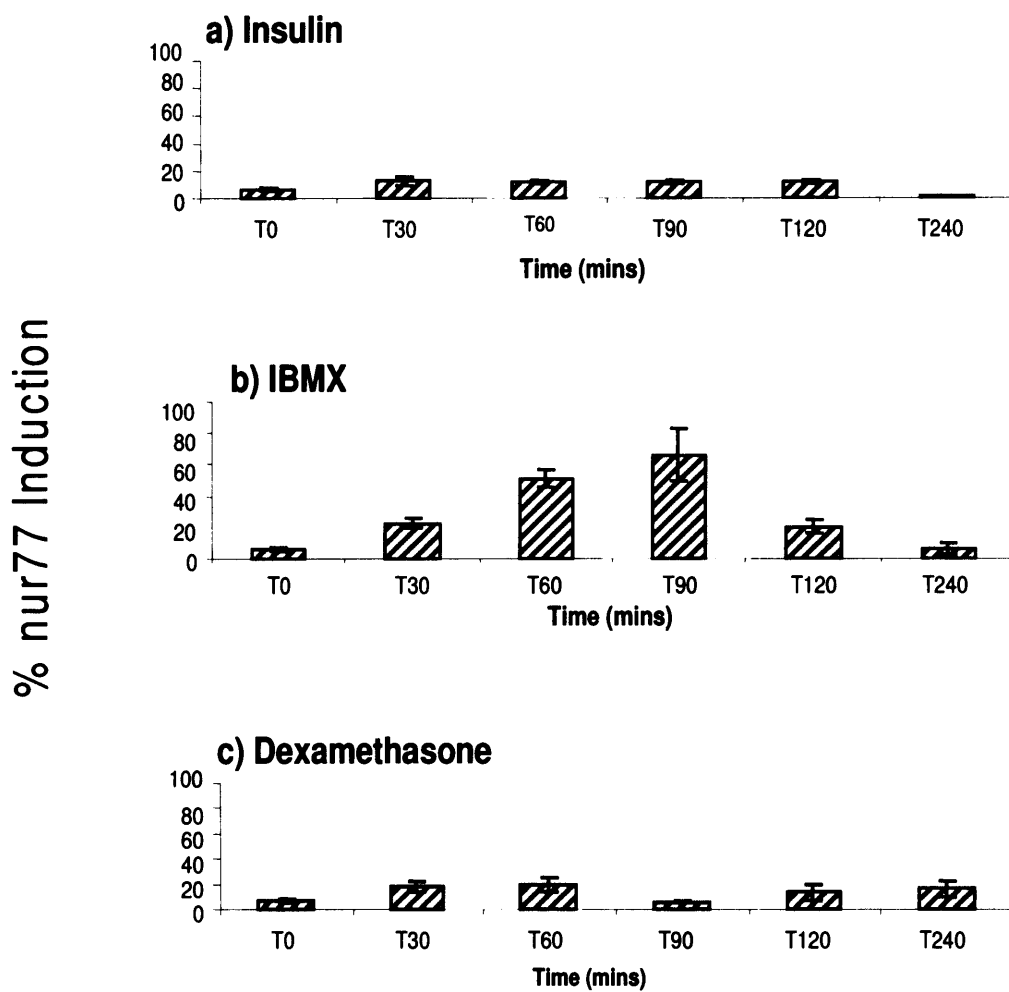 % nur77 Induction
a) Insulin
100
80
60
40
20
0
T0 T30 T60 T90 T120 T240
Time (mins)
b) IBMX
100
80
60
40
20
0
T0 T30 T60 T90 T120 T240
Time (mins)
c) Dexamethasone
100
80
60
40
20
0
T0 T30 T60 T90 T120 T240
Time (mins)